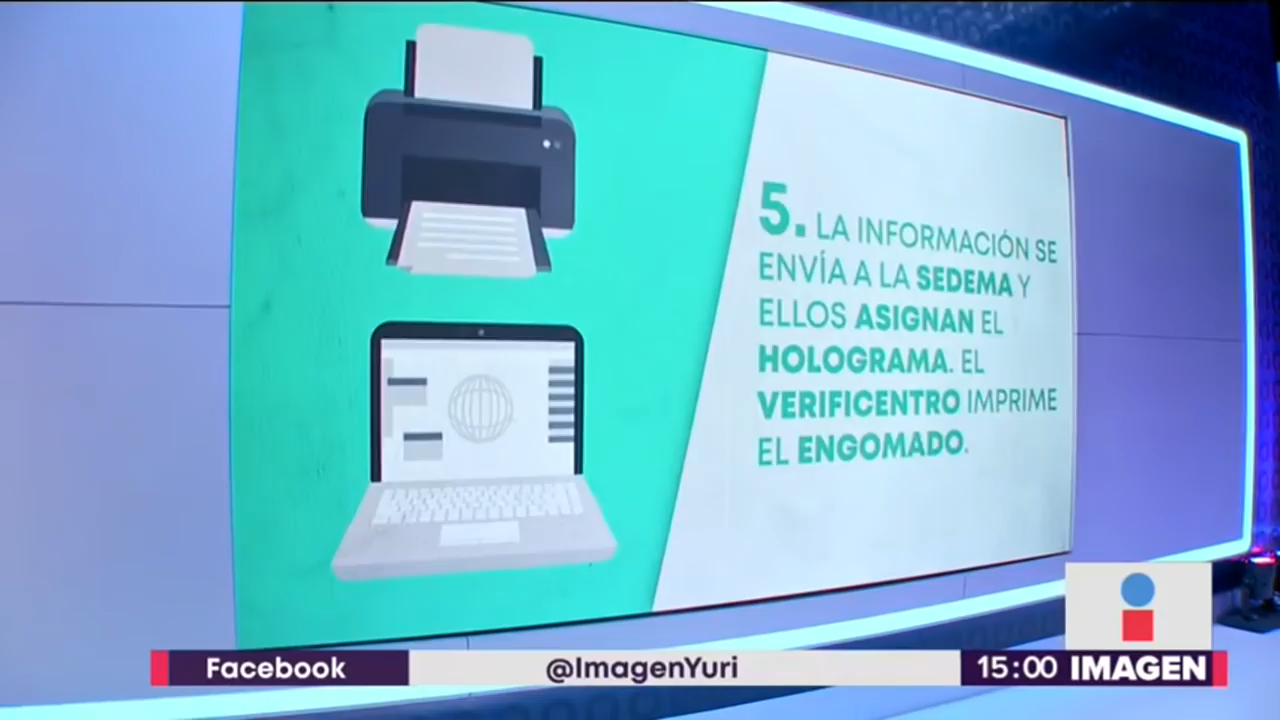 5. LA INFORMACIÓN SE
ENVÍA A LA SEDEMA Y
ELLOS ASIGNAN EL
HOLOGRAMA. EL
VERIFICENTRO IMPRIME
EL ENGOMADO.
Facebook
@ImagenYuri
15:00 IMAGEN